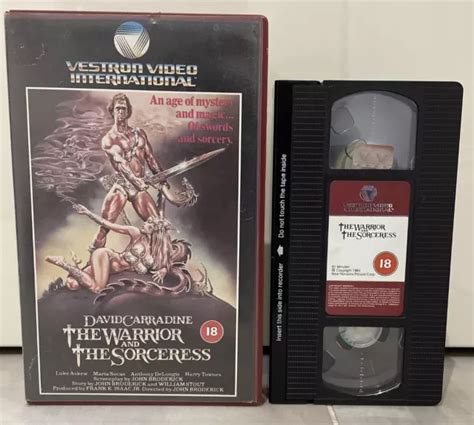 VESTRON VIDEO
INTERNATIONAL
An age of mystery
and magic...
Of swords
and sorcery.
DAVID CARRADINE
THE WARRIOR
AND
THE SORCERESS
18
Luke Askew Maria Socas Anthony DeLongis Harry Townes
Screenplay by JOHN BRODERICK
Story by JOHN BRODERICK and WILLIAM STOUT
Produced by FRANK K. ISAAC JR. Directed by JOHN BRODERICK
Do not touch the tape inside
Insert this side into recorder
VESTRON VIDEO
INTERNATIONAL
THE WARRIOR
AND THE SORCERESS
18